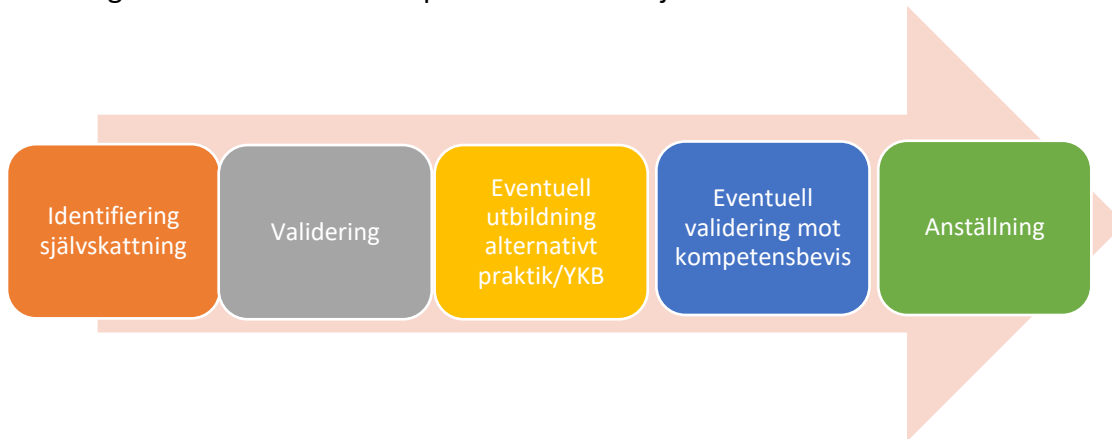 Identifiering
självskattning
Validering
Eventuell
utbildning
alternativt
praktik/YKB
Eventuell
validering mot
kompetensbevis
Anställning